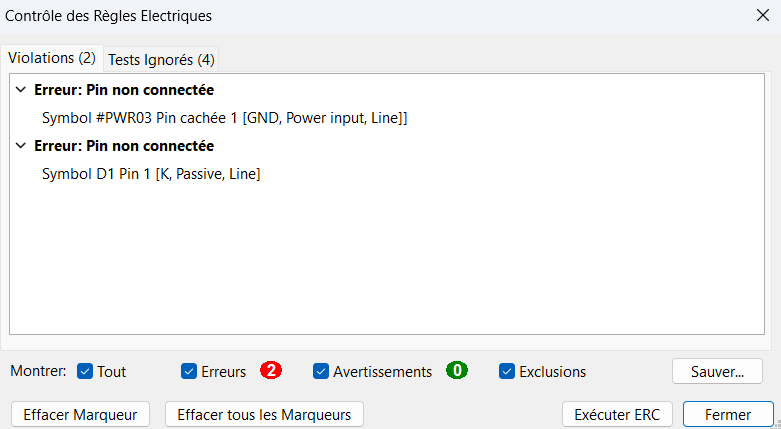 Contrôle des Règles Electriques
Violations (2)
Tests Ignorés (4)
Erreur: Pin non connectée
Symbol #PWR03 Pin cachée 1 [GND, Power input, Line]]
Erreur: Pin non connectée
Symbol D1 Pin 1 [K, Passive, Line]
Montrer: Tout Erreurs 2 Avertissements 0 Exclusions Sauver...
Effacer Marqueur Effacer tous les Marqueurs Exécuter ERC Fermer